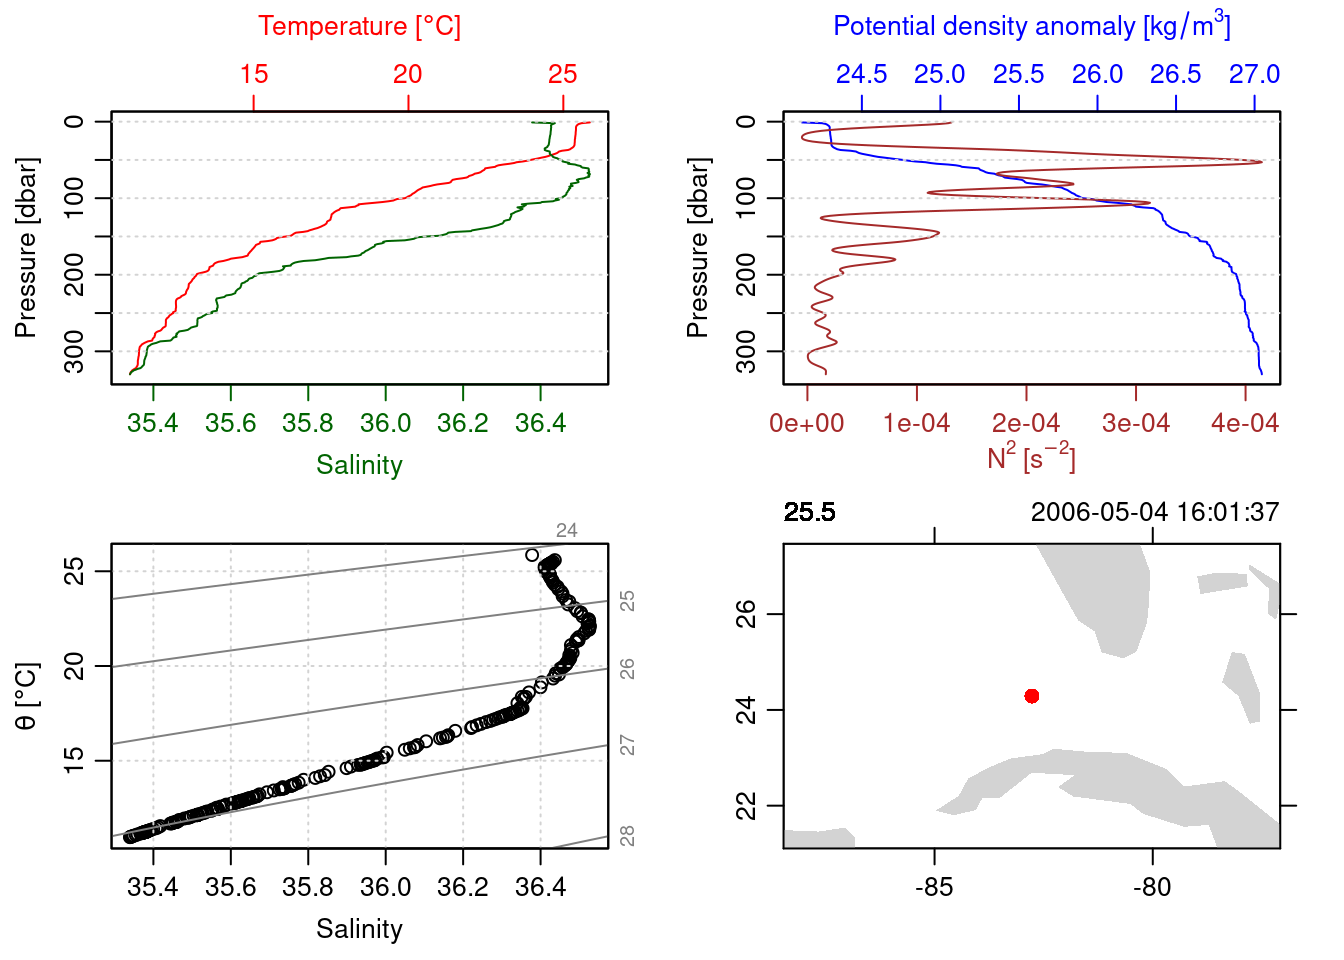 Temperature [°C]
15 20 25
Pressure [dbar]
0
100
200
300
35.4 35.6 35.8 36.0 36.2 36.4
Salinity
Potential density anomaly [kg/m³]
24.5 25.0 25.5 26.0 26.5 27.0
Pressure [dbar]
0
100
200
300
0e+00 1e-04 2e-04 3e-04 4e-04
N² [s⁻²]
24
25
26
27
28
θ [°C]
25
20
15
35.4 35.6 35.8 36.0 36.2 36.4
Salinity
25.5 2006-05-04 16:01:37
26
24
22
-85 -80